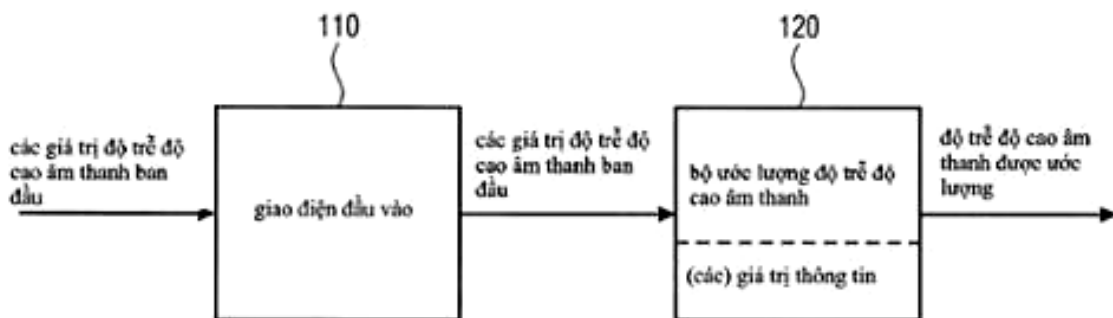 110
120
các giá trị độ trễ độ
cao âm thanh ban
đầu
giao điện đầu vào
các giá trị độ trễ độ
cao âm thanh ban
đầu
bộ ước lượng độ trễ độ
cao âm thanh
(các) giá trị thông tin
độ trễ độ cao âm
thanh được ước
lượng